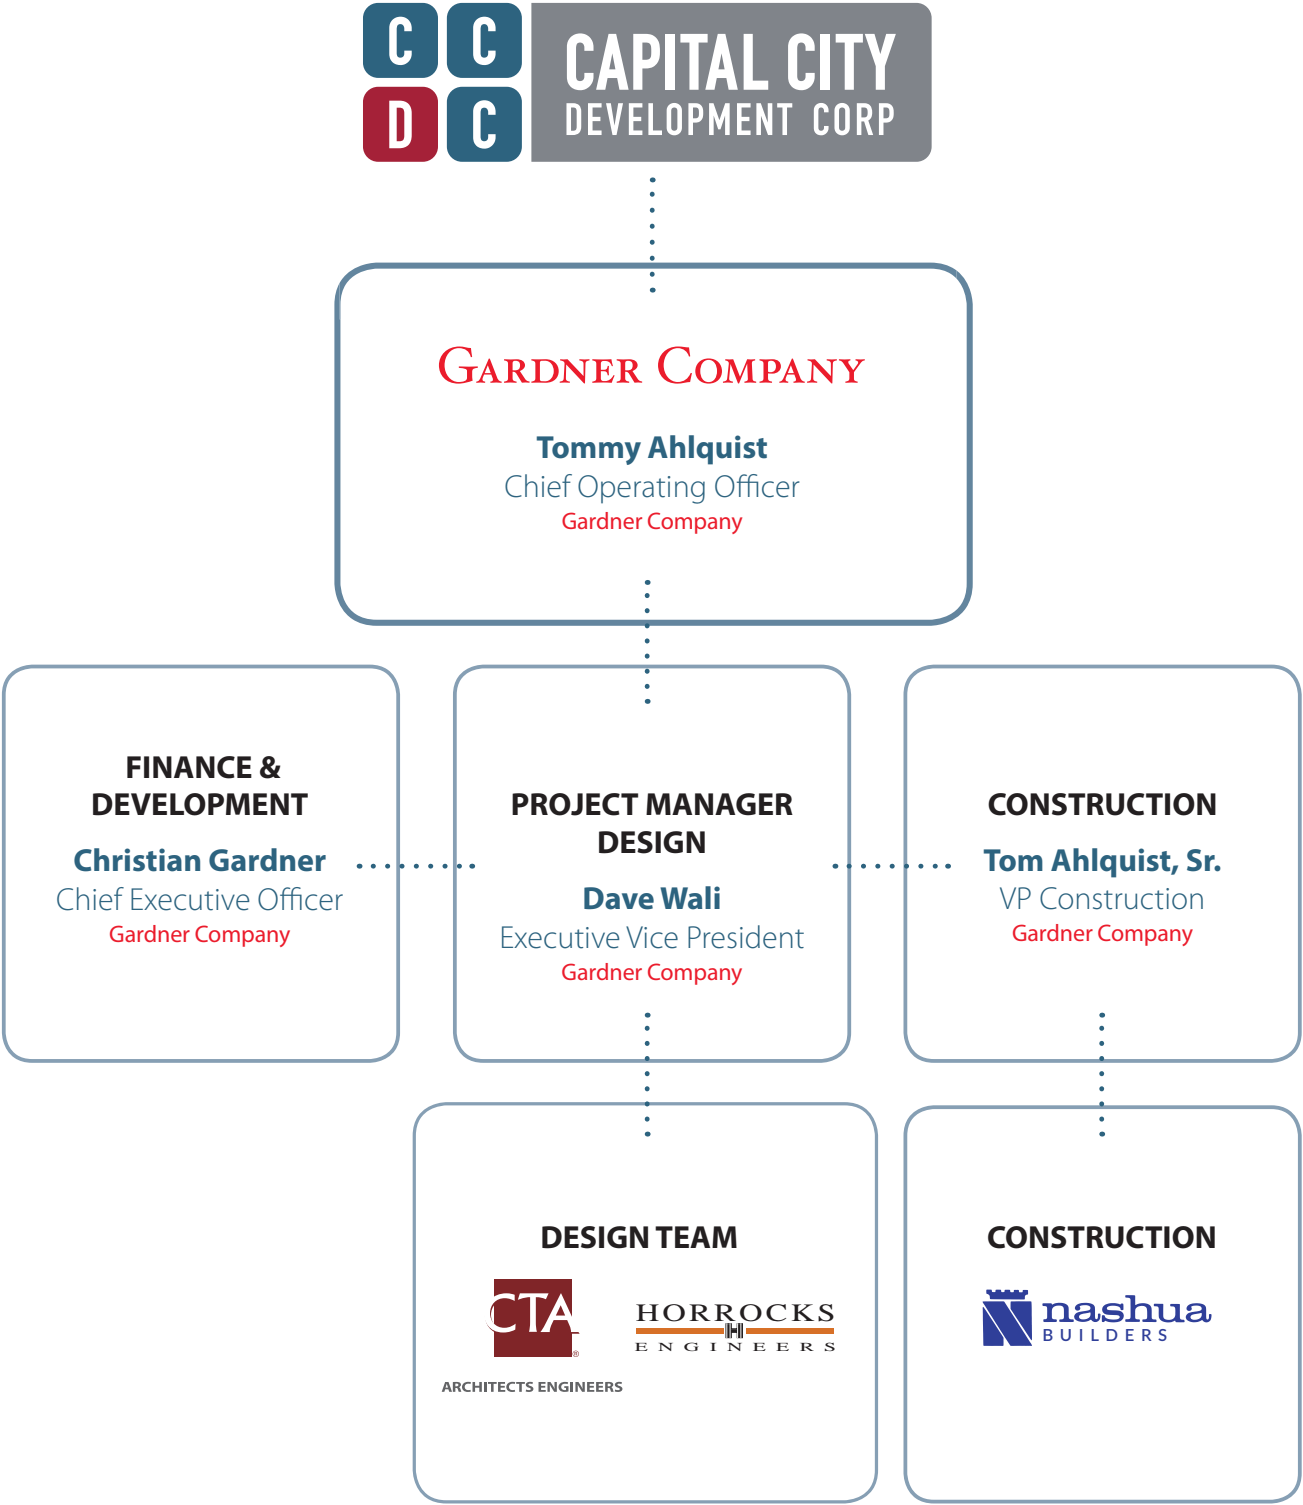 C C
D C
CAPITAL CITY
DEVELOPMENT CORP
GARDNER COMPANY
Tommy Ahlquist
Chief Operating Officer
Gardner Company
FINANCE &
DEVELOPMENT
Christian Gardner
Chief Executive Officer
Gardner Company
PROJECT MANAGER
DESIGN
Dave Wali
Executive Vice President
Gardner Company
CONSTRUCTION
Tom Ahlquist, Sr.
VP Construction
Gardner Company
DESIGN TEAM
CTA
®
ARCHITECTS ENGINEERS
HORROCKS
H
ENGINEERS
CONSTRUCTION
N
nashua
BUILDERS